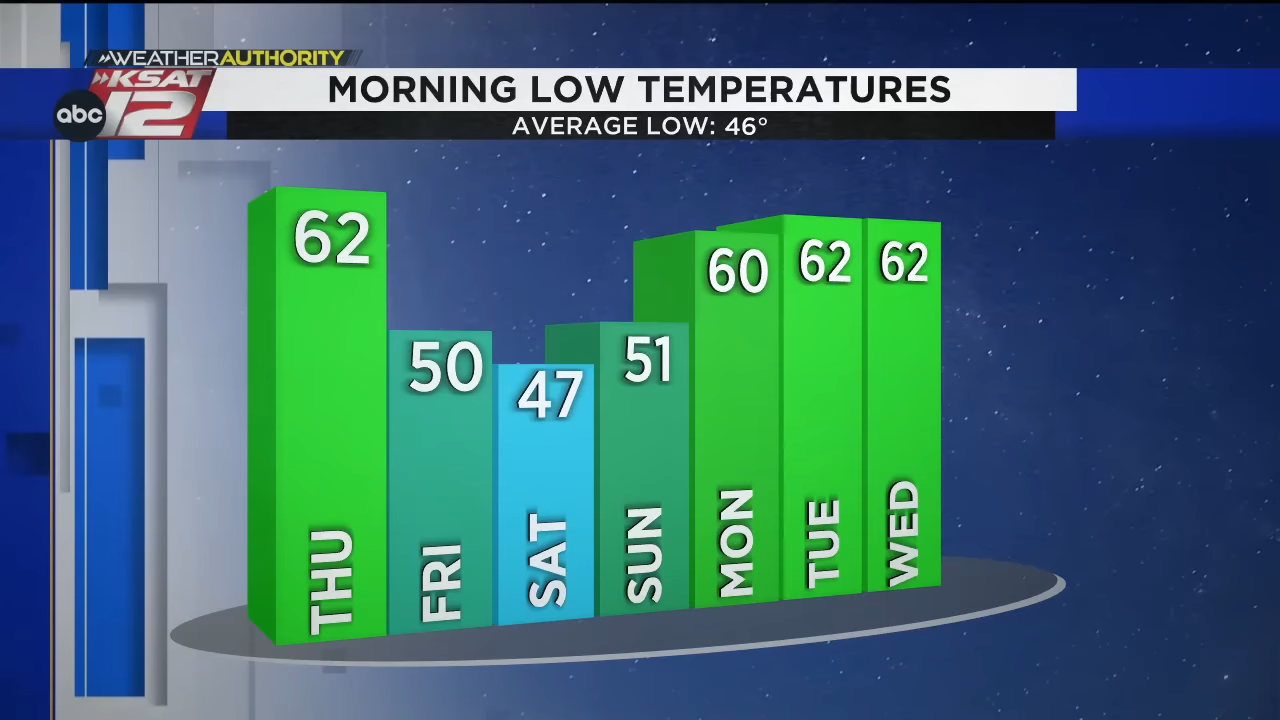 WEATHERAUTHORITY
KSAT
abc
12
MORNING LOW TEMPERATURES
AVERAGE LOW: 46°
62
50
47
51
60
62
62
THU
FRI
SAT
SUN
MON
TUE
WED